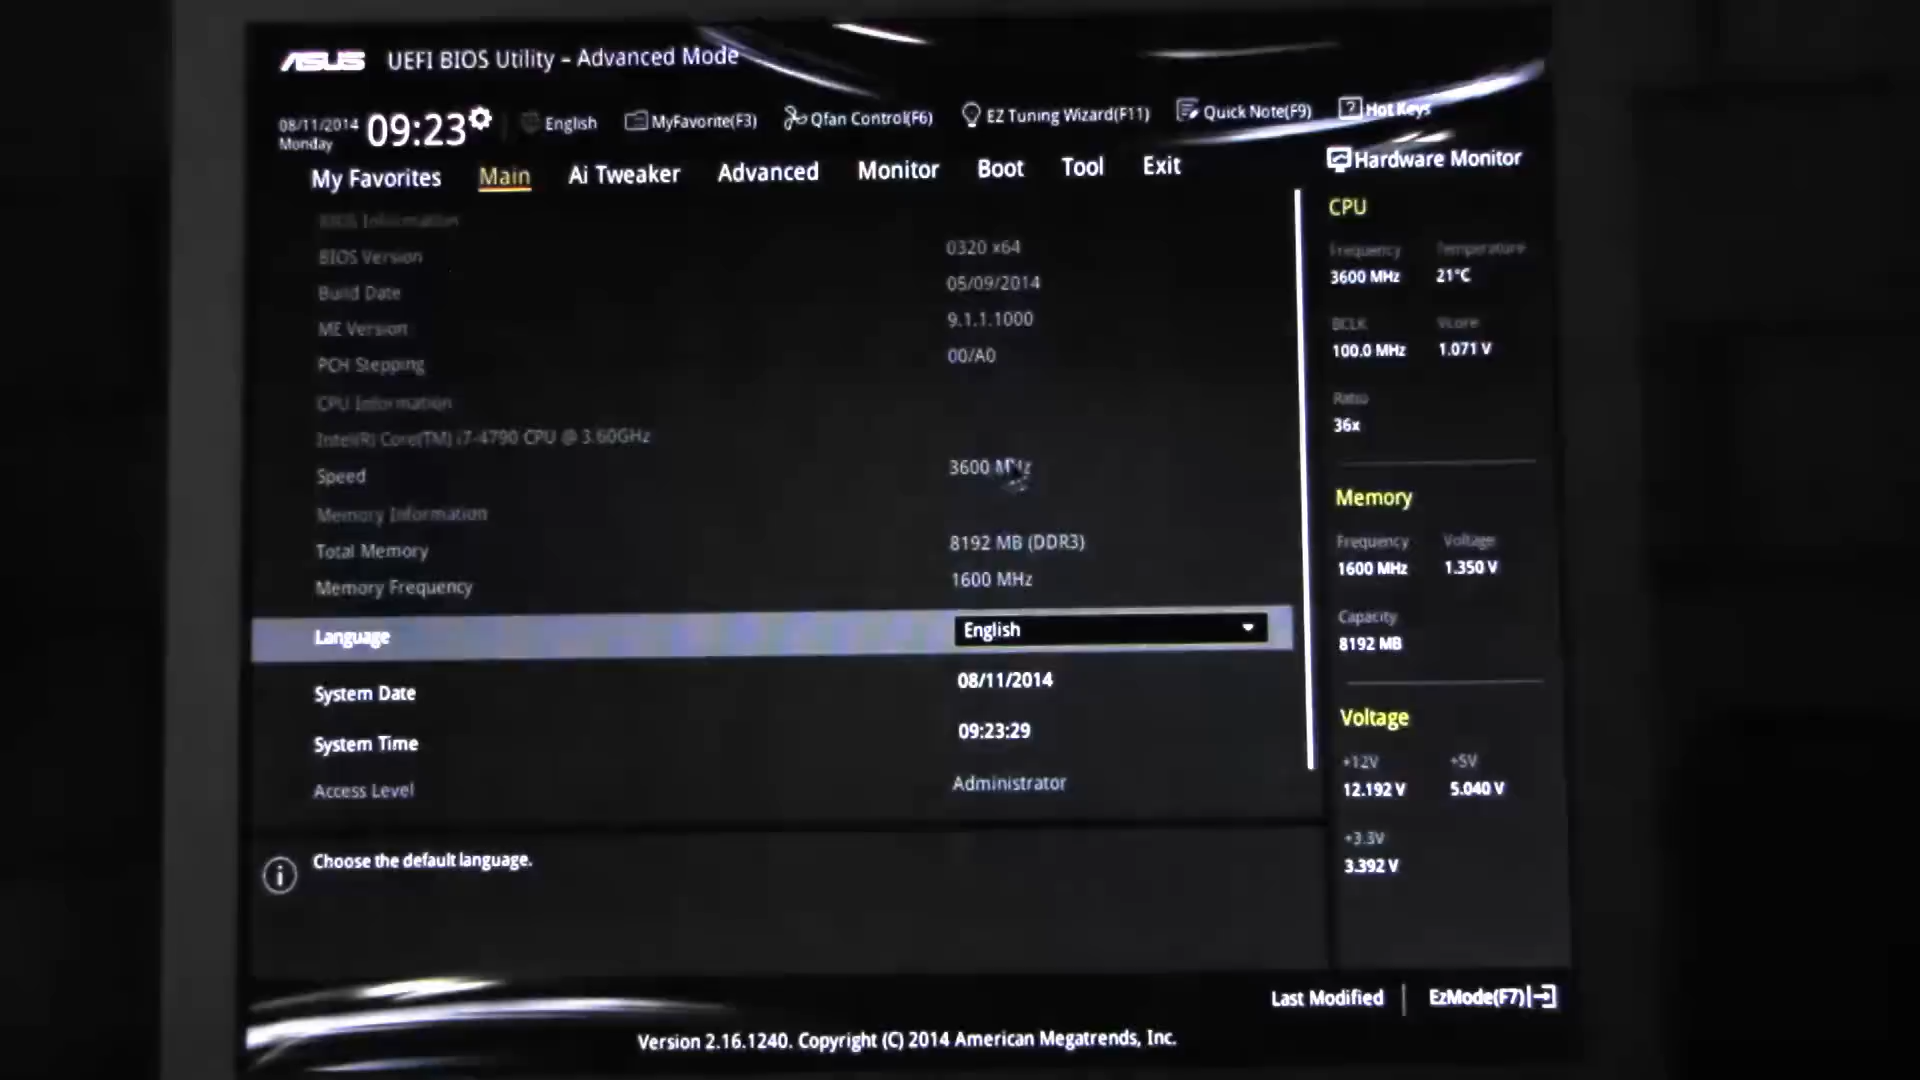 ASUS UEFI BIOS Utility – Advanced Mode
08/11/2014
Monday
09:23
English
MyFavorite(F3)
Qfan Control(F6)
EZ Tuning Wizard(F11)
Quick Note(F9)
? Hot Keys
My Favorites Main Ai Tweaker Advanced Monitor Boot Tool Exit
BIOS Information
BIOS Version 0320 x64
Build Date 05/09/2014
ME Version 9.1.1.1000
PCH Stepping 00/A0
CPU Information
Intel(R) Core(TM) i7-4790 CPU @ 3.60GHz
Speed 3600 MHz
Memory Information
Total Memory 8192 MB (DDR3)
Memory Frequency 1600 MHz
Language English
System Date 08/11/2014
System Time 09:23:29
Access Level Administrator
Choose the default language.
Hardware Monitor
CPU
Frequency Temperature
3600 MHz 21°C
BCLK Vcore
100.0 MHz 1.071 V
Ratio
36x
Memory
Frequency Voltage
1600 MHz 1.350 V
Capacity
8192 MB
Voltage
+12V +5V
12.192 V 5.040 V
+3.3V
3.392 V
Last Modified EzMode(F7)
Version 2.16.1240. Copyright (C) 2014 American Megatrends, Inc.